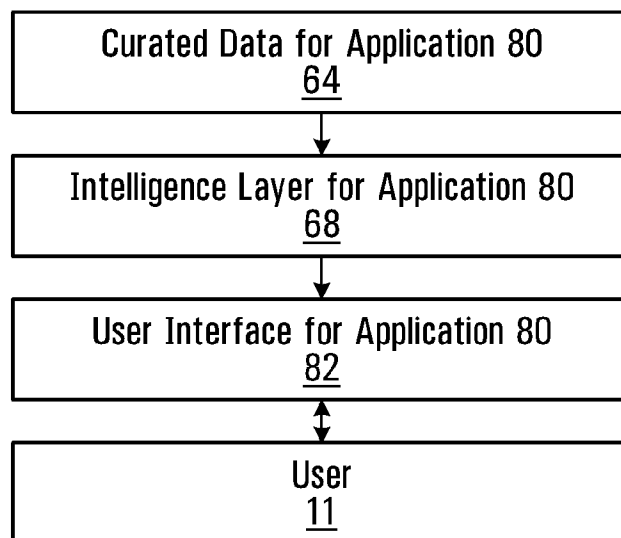 Curated Data for Application 80
64
Intelligence Layer for Application 80
68
User Interface for Application 80
82
User
11